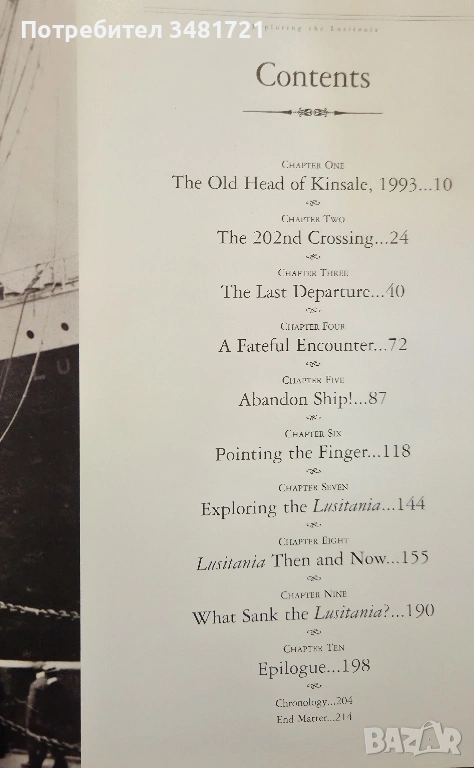 Потребител 3481721
Exploring the Lusitania
Contents
CHAPTER ONE
The Old Head of Kinsale, 1993...10
CHAPTER TWO
The 202nd Crossing...24
CHAPTER THREE
The Last Departure...40
CHAPTER FOUR
A Fateful Encounter...72
CHAPTER FIVE
Abandon Ship!...87
CHAPTER SIX
Pointing the Finger...118
CHAPTER SEVEN
Exploring the Lusitania...144
CHAPTER EIGHT
Lusitania Then and Now...155
CHAPTER NINE
What Sank the Lusitania?...190
CHAPTER TEN
Epilogue...198
Chronology...204
End Matter...214
BAZAR